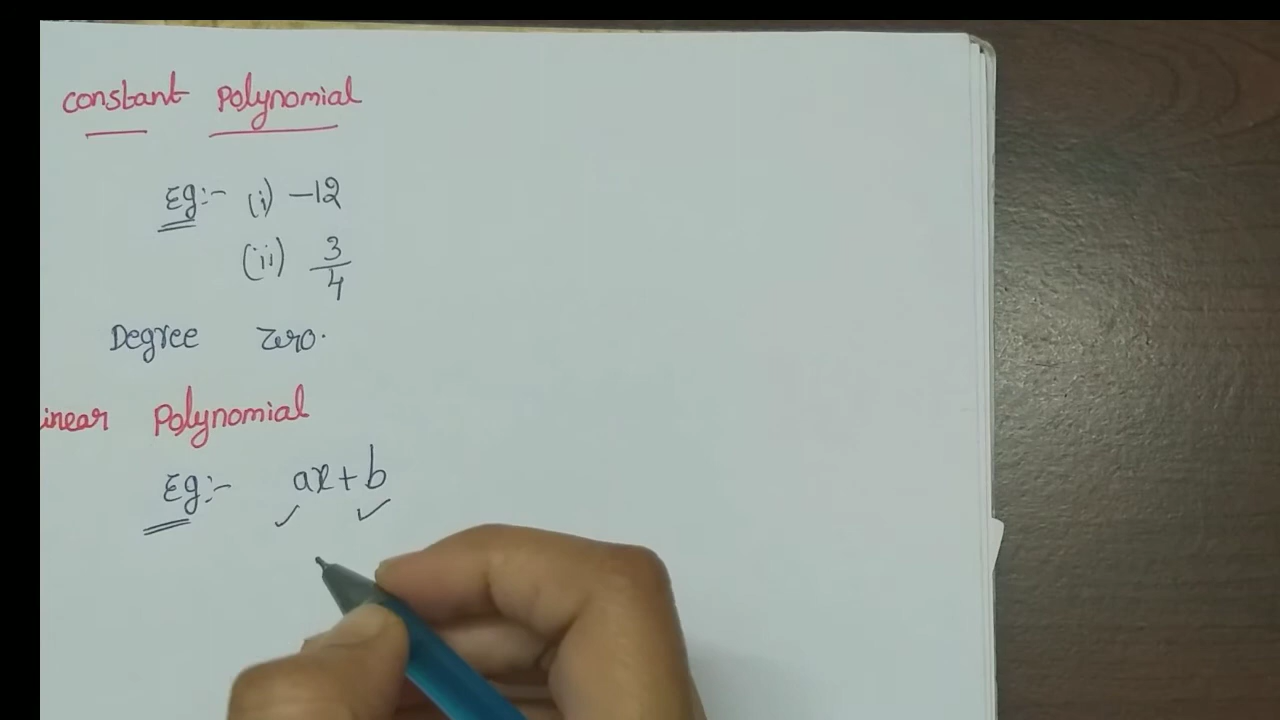 constant Polynomial
Eg:- (i) -12
(ii) 3/4
Degree zero.
inear Polynomial
Eg:- ax+b